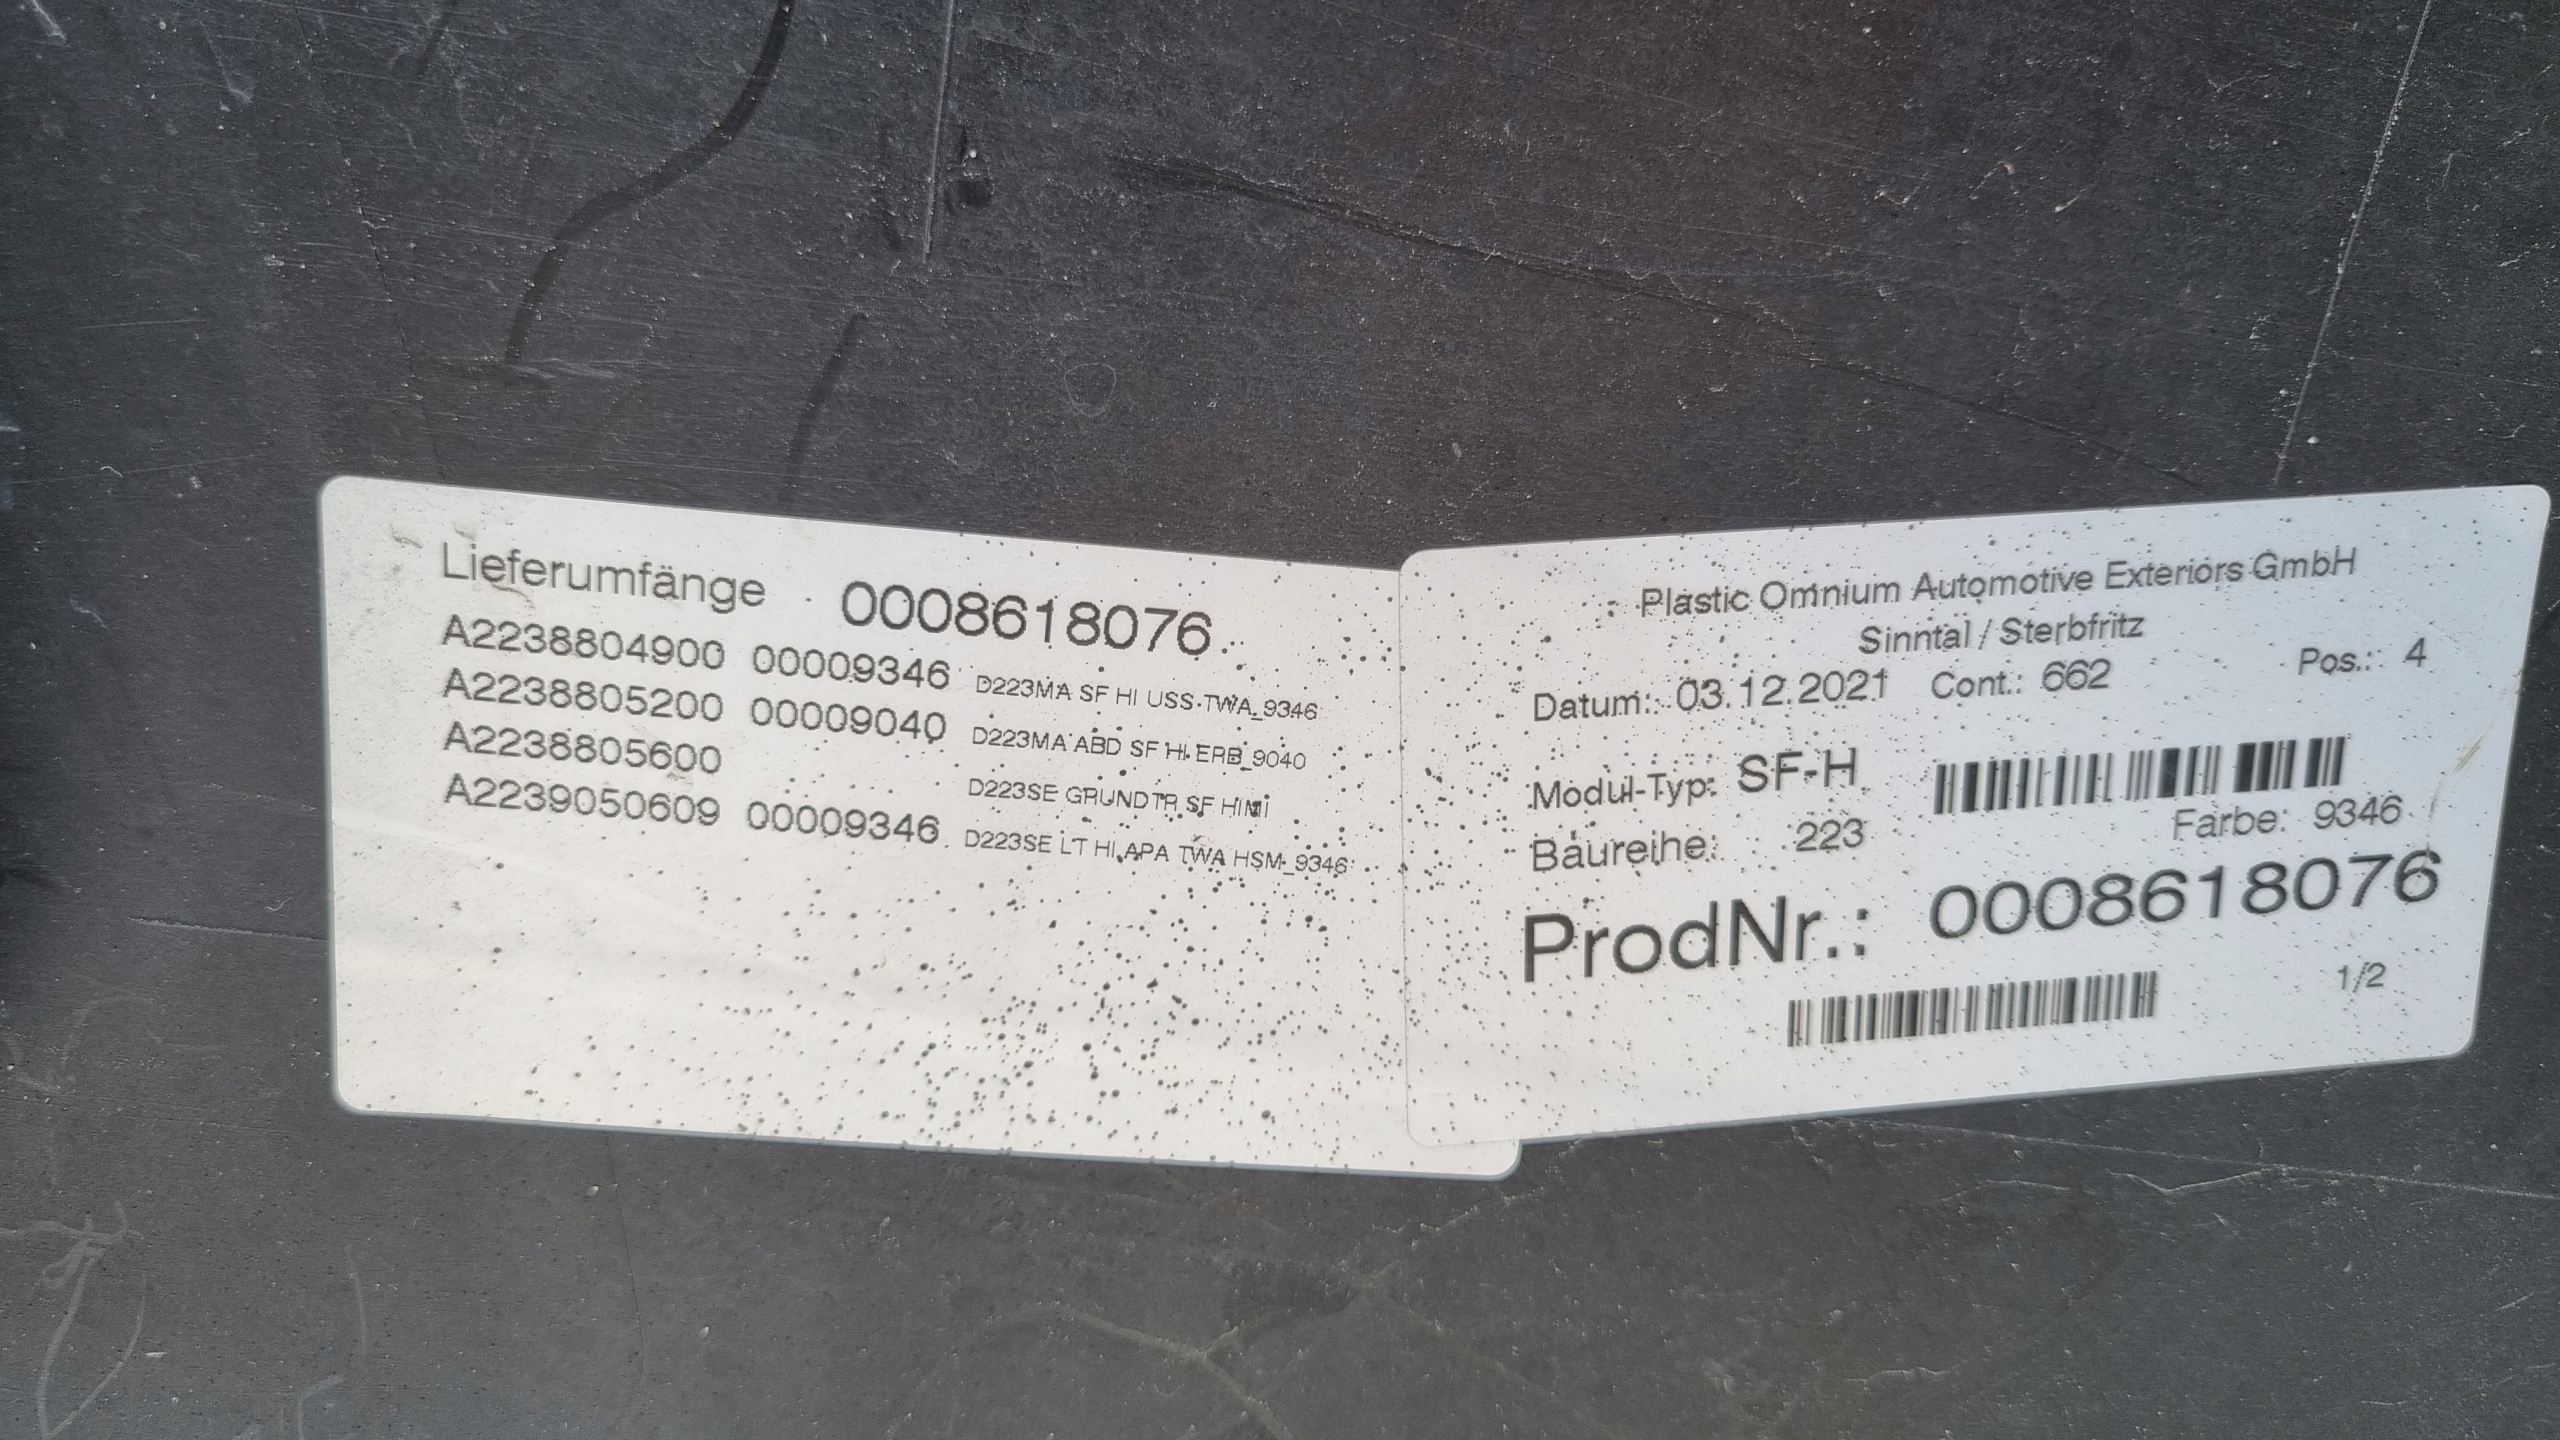 Lieferumfänge 0008618076
A2238804900 00009346 D223MA SF HI USS TWA_9346
A2238805200 00009040 D223MA ABD SF HI ERB_9040
A2238805600 D223SE GRUNDTR SF HI MI
A2239050609 00009346 D223SE LT HI APA TWA HSM_9346
Plastic Omnium Automotive Exteriors GmbH
Sinntal / Sterbfritz
Datum: 03.12.2021 Cont.: 662 Pos.: 4
Modul-Typ: SF-H
Baureihe: 223 Farbe: 9346
ProdNr.: 0008618076
1/2